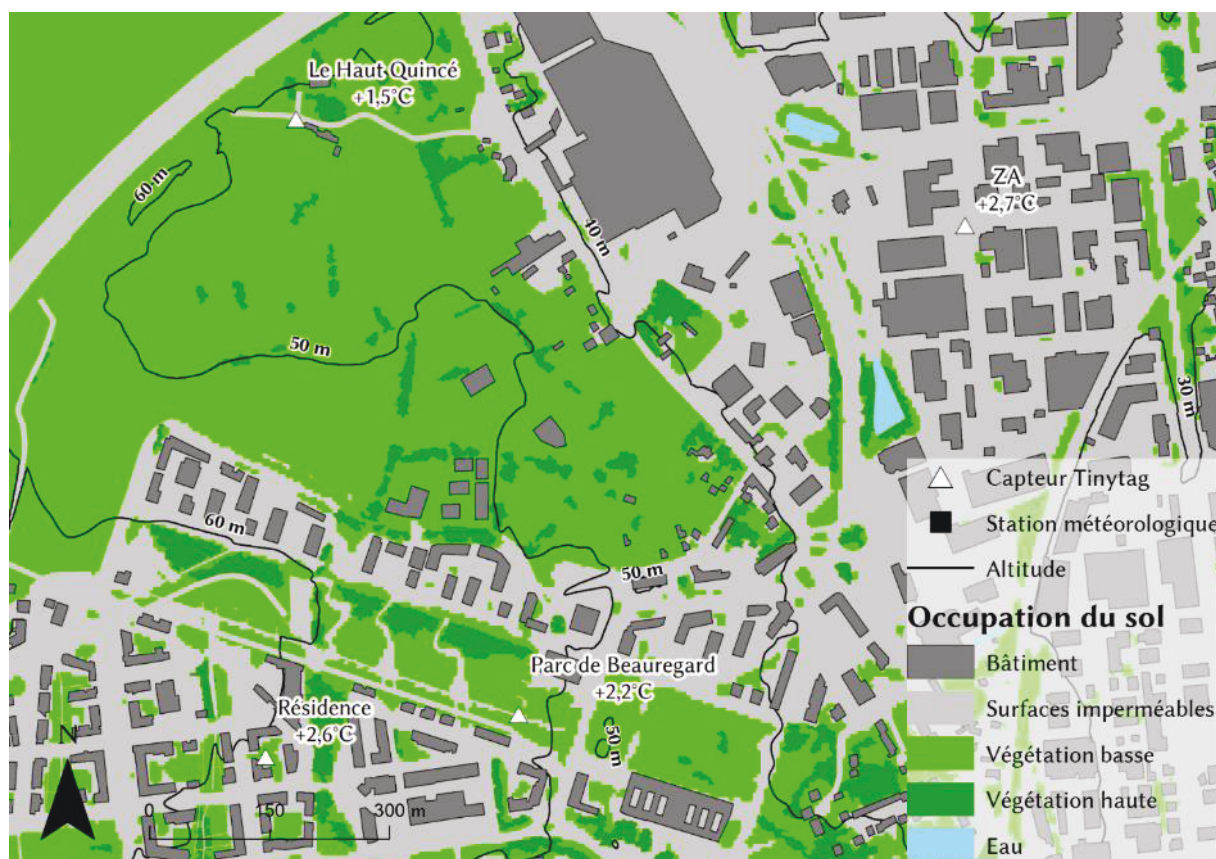 Le Haut Quincé
+1,5°C
60 m
40 m
ZA
+2,7°C
50 m
30 m
60 m
50 m
Parc de Beauregard
+2,2°C
Résidence
+2,6°C
50 m
N
0 150 300 m
Capteur Tinytag
Station météorologique
Altitude
Occupation du sol
Bâtiment
Surfaces imperméables
Végétation basse
Végétation haute
Eau